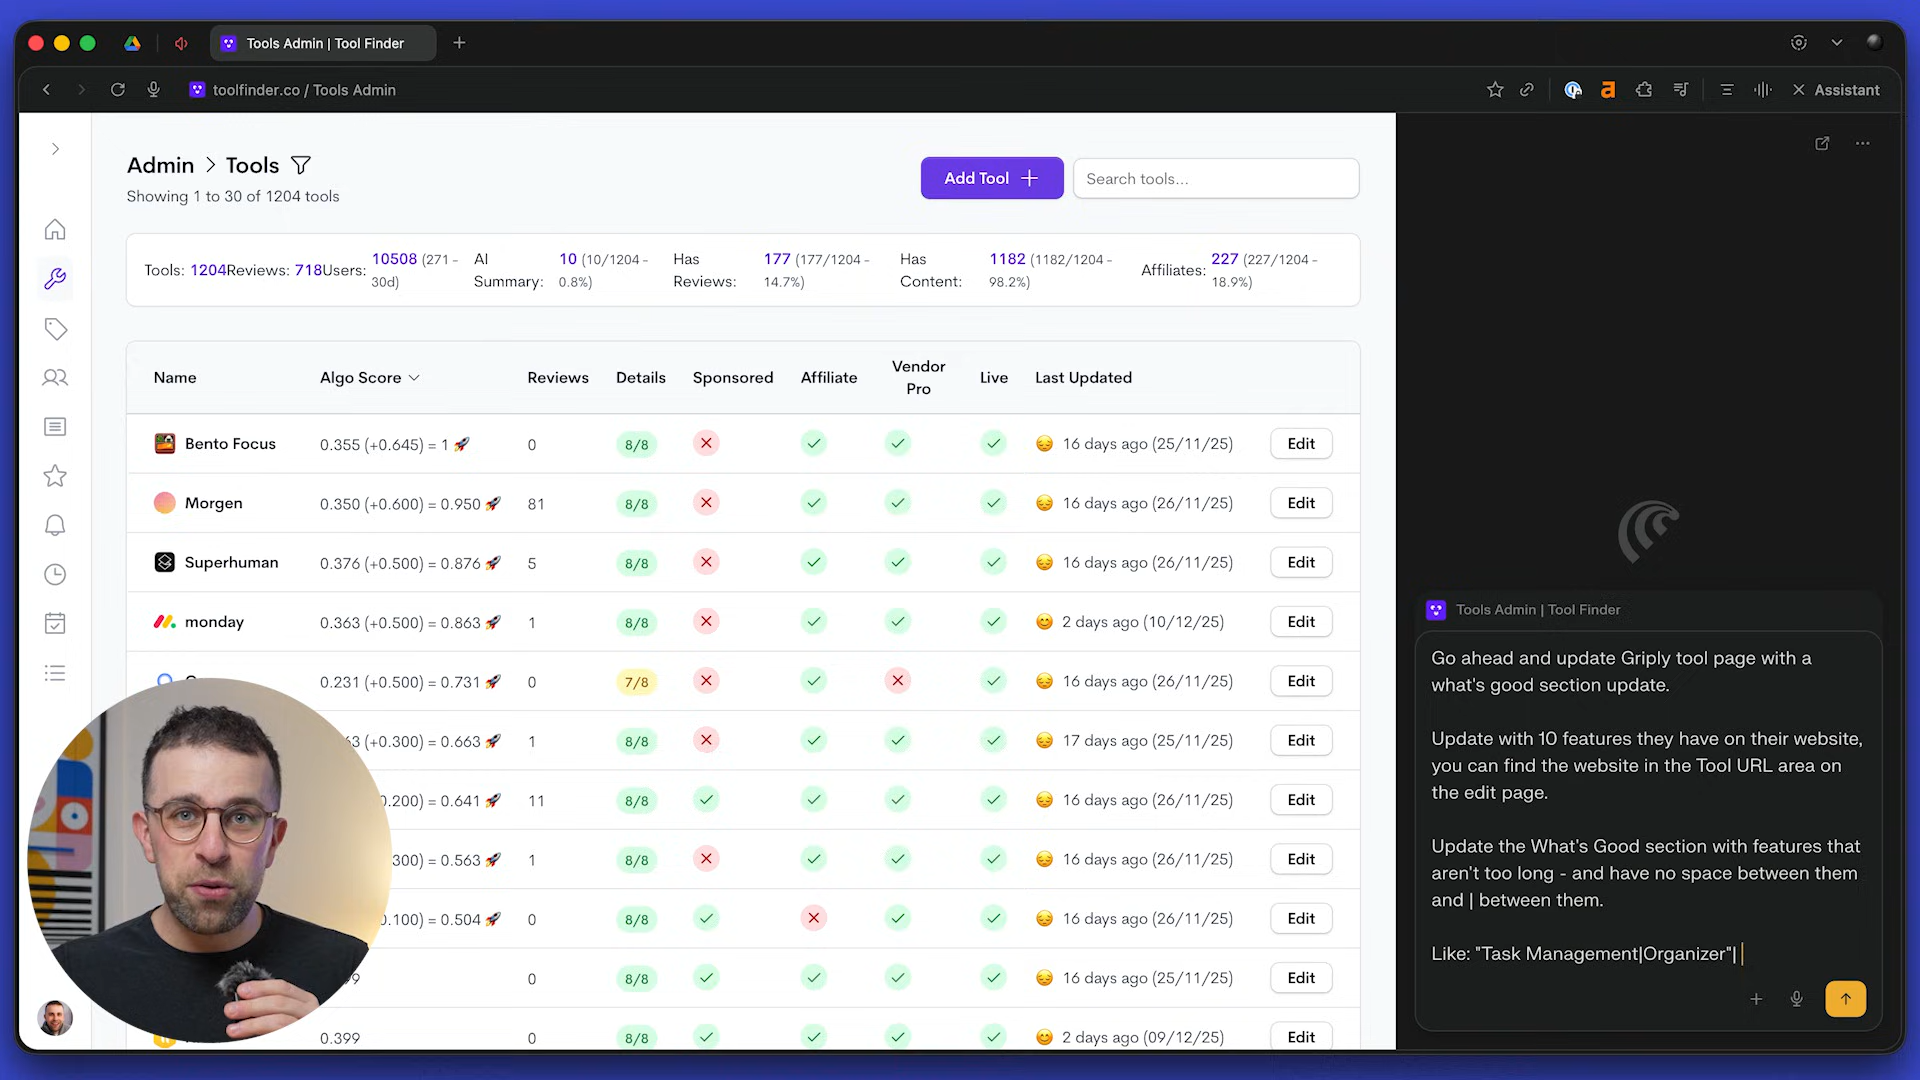 Tools Admin | Tool Finder
toolfinder.co / Tools Admin
Assistant
Admin > Tools
Showing 1 to 30 of 1204 tools
Add Tool +
Search tools...
Tools: 1204 Reviews: 718 Users: 10508 (271 - 30d)
AI Summary: 10 (10/1204 - 0.8%)
Has Reviews: 177 (177/1204 - 14.7%)
Has Content: 1182 (1182/1204 - 98.2%)
Affiliates: 227 (227/1204 - 18.9%)
Name Algo Score Reviews Details Sponsored Affiliate Vendor Pro Live Last Updated
Bento Focus 0.355 (+0.645) = 1 🚀 0 8/8 😔 16 days ago (25/11/25) Edit
Morgen 0.350 (+0.600) = 0.950 🚀 81 8/8 😔 16 days ago (26/11/25) Edit
Superhuman 0.376 (+0.500) = 0.876 🚀 5 8/8 😔 16 days ago (26/11/25) Edit
monday 0.363 (+0.500) = 0.863 🚀 1 8/8 😊 2 days ago (10/12/25) Edit
0.231 (+0.500) = 0.731 🚀 0 7/8 😔 16 days ago (26/11/25) Edit
(+0.300) = 0.663 🚀 1 8/8 😔 17 days ago (25/11/25) Edit
= 0.641 🚀 11 8/8 😔 16 days ago (26/11/25) Edit
= 0.563 🚀 1 8/8 😔 16 days ago (26/11/25) Edit
= 0.504 🚀 0 8/8 😔 16 days ago (26/11/25) Edit
0 8/8 😔 16 days ago (25/11/25) Edit
0.399 0 8/8 😊 2 days ago (09/12/25) Edit
Tools Admin | Tool Finder
Go ahead and update Griply tool page with a
what's good section update.
Update with 10 features they have on their website,
you can find the website in the Tool URL area on
the edit page.
Update the What's Good section with features that
aren't too long - and have no space between them
and | between them.
Like: "Task Management|Organizer"|